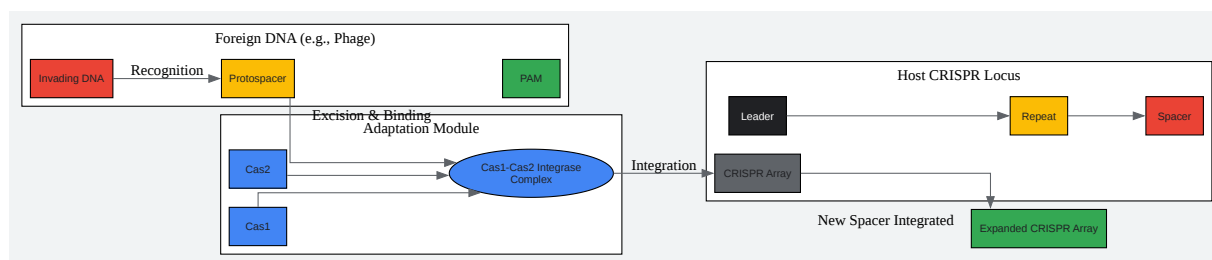 Foreign DNA (e.g., Phage)
Invading DNA
Recognition
Protospacer
PAM
Excision & Binding
Adaptation Module
Cas2
Cas1-Cas2 Integrase
Complex
Cas1
Integration
Host CRISPR Locus
Leader
Repeat
Spacer
CRISPR Array
New Spacer Integrated
Expanded CRISPR Array